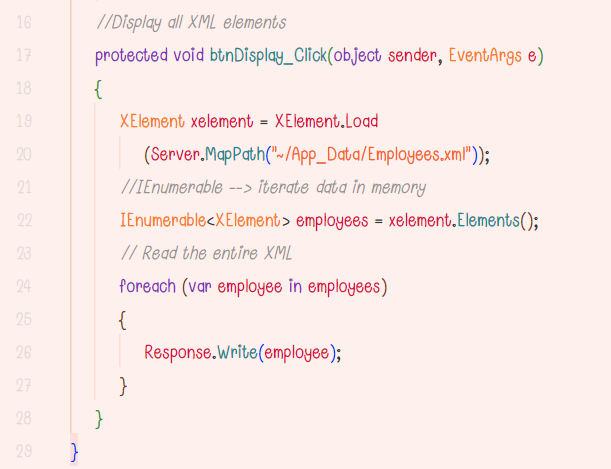 16 //Display all XML elements
17 protected void btnDisplay_Click(object sender, EventArgs e)
18 {
19 XElement xelement = XElement.Load
20 (Server.MapPath("~/App_Data/Employees.xml"));
21 //IEnumerable --> iterate data in memory
22 IEnumerable<XElement> employees = xelement.Elements();
23 // Read the entire XML
24 foreach (var employee in employees)
25 {
26 Response.Write(employee);
27 }
28 }
29 }